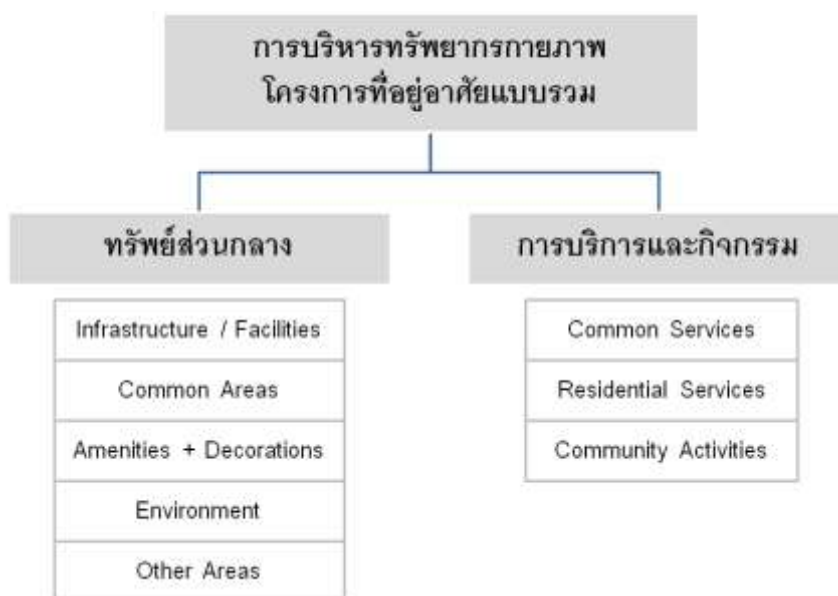 การบริหารทรัพยากรกายภาพ
โครงการที่อยู่อาศัยแบบรวม
ทรัพย์ส่วนกลาง
Infrastructure / Facilities
Common Areas
Amenities + Decorations
Environment
Other Areas
การบริการและกิจกรรม
Common Services
Residential Services
Community Activities